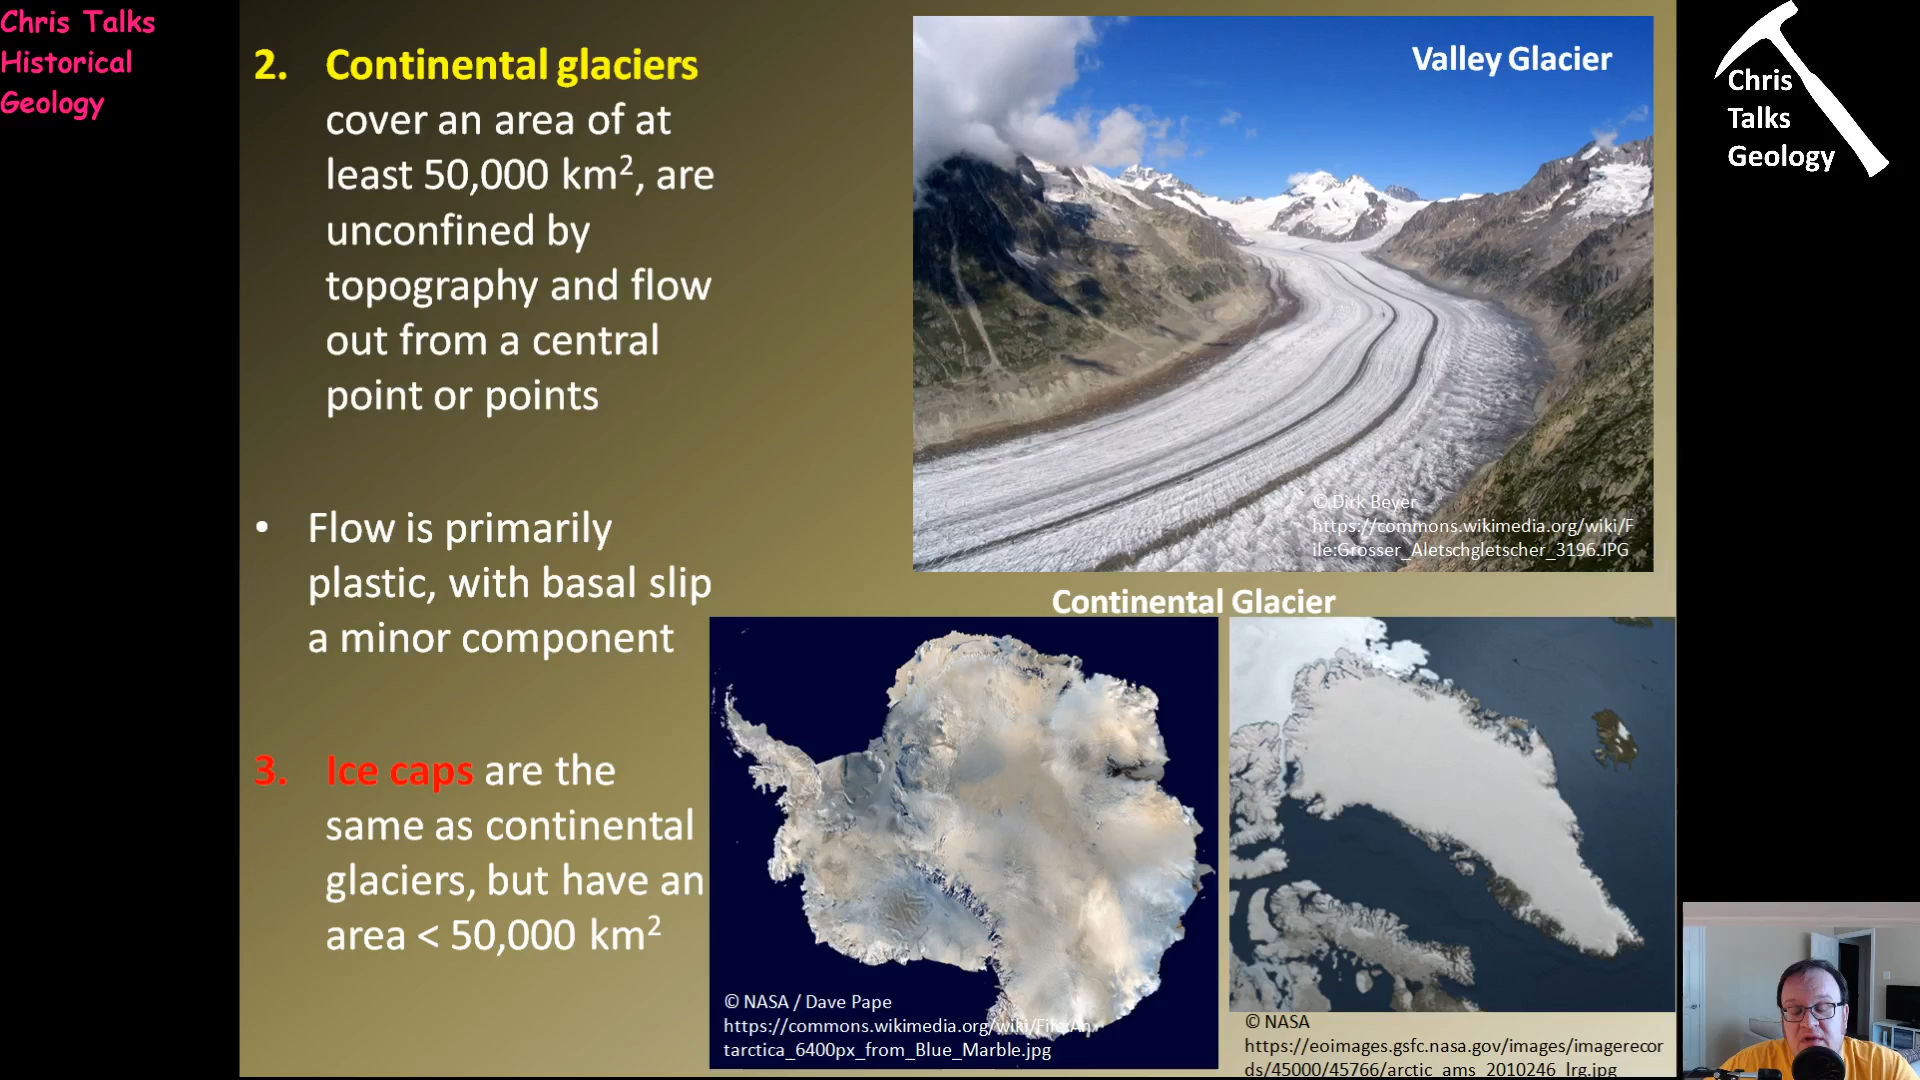 Chris Talks
Historical
Geology
2. Continental glaciers
cover an area of at
least 50,000 km², are
unconfined by
topography and flow
out from a central
point or points
• Flow is primarily
plastic, with basal slip
a minor component
3. Ice caps are the
same as continental
glaciers, but have an
area < 50,000 km²
Valley Glacier
© Dirk Beyer
https://commons.wikimedia.org/wiki/F
ile:Grosser_Aletschgletscher_3196.JPG
Continental Glacier
© NASA / Dave Pape
https://commons.wikimedia.org/wiki/File:An
tarctica_6400px_from_Blue_Marble.jpg
© NASA
https://eoimages.gsfc.nasa.gov/images/imagerecor
ds/45000/45766/arctic_ams_2010246_lrg.jpg
Chris
Talks
Geology